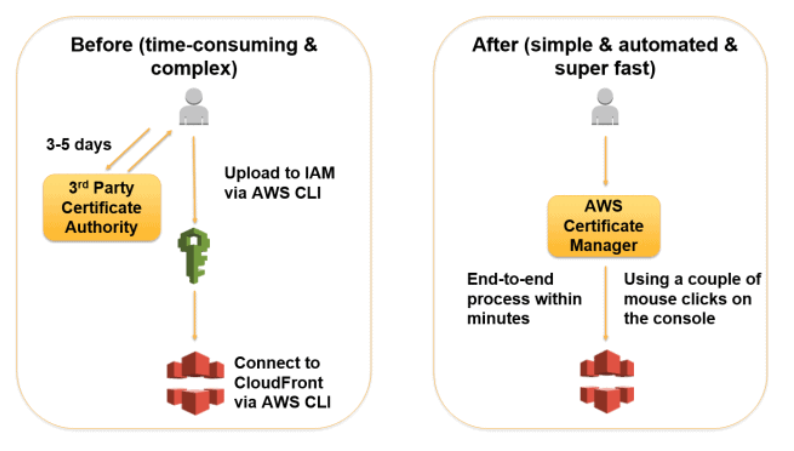 Before (time-consuming &
complex)
3-5 days
3rd Party
Certificate
Authority
Upload to IAM
via AWS CLI
Connect to
CloudFront
via AWS CLI
After (simple & automated &
super fast)
AWS
Certificate
Manager
End-to-end
process within
minutes
Using a couple of
mouse clicks on
the console